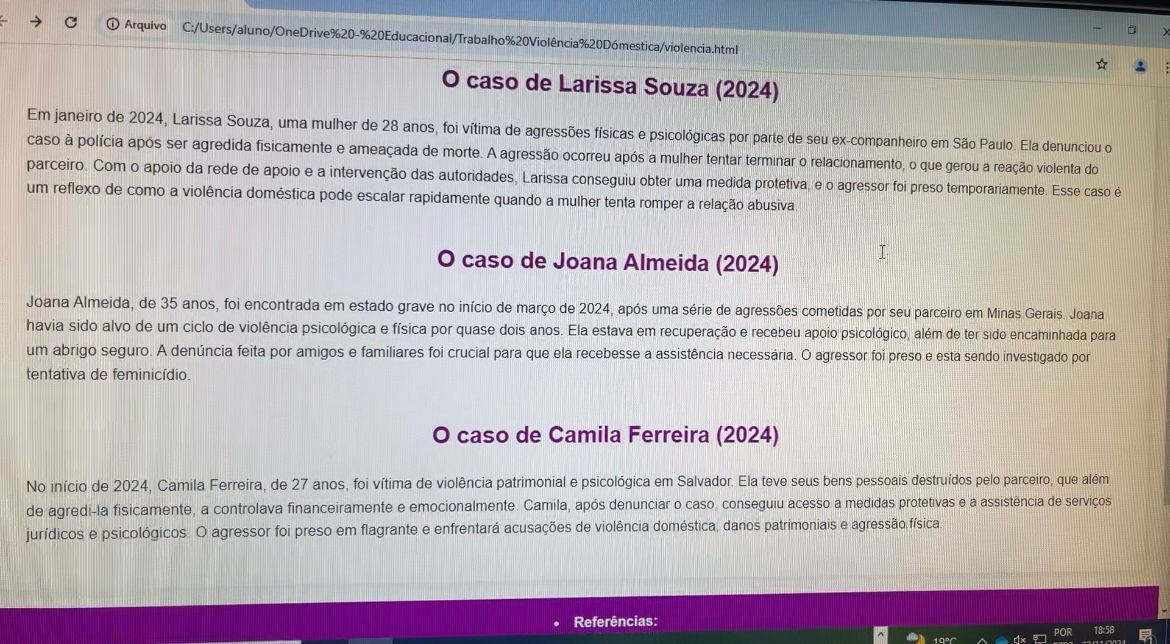 Arquivo C:/Users/aluno/OneDrive%20-%20Educacional/Trabalho%20Violência%20Dómestica/violencia.html
O caso de Larissa Souza (2024)
Em janeiro de 2024, Larissa Souza, uma mulher de 28 anos, foi vítima de agressões físicas e psicológicas por parte de seu ex-companheiro em São Paulo. Ela denunciou o
caso à polícia após ser agredida fisicamente e ameaçada de morte. A agressão ocorreu após a mulher tentar terminar o relacionamento, o que gerou a reação violenta do
parceiro. Com o apoio da rede de apoio e a intervenção das autoridades, Larissa conseguiu obter uma medida protetiva, e o agressor foi preso temporariamente. Esse caso é
um reflexo de como a violência doméstica pode escalar rapidamente quando a mulher tenta romper a relação abusiva.
O caso de Joana Almeida (2024)
Joana Almeida, de 35 anos, foi encontrada em estado grave no início de março de 2024, após uma série de agressões cometidas por seu parceiro em Minas Gerais. Joana
havia sido alvo de um ciclo de violência psicológica e física por quase dois anos. Ela estava em recuperação e recebeu apoio psicológico, além de ter sido encaminhada para
um abrigo seguro. A denúncia feita por amigos e familiares foi crucial para que ela recebesse a assistência necessária. O agressor foi preso e está sendo investigado por
tentativa de feminicídio.
O caso de Camila Ferreira (2024)
No início de 2024, Camila Ferreira, de 27 anos, foi vítima de violência patrimonial e psicológica em Salvador. Ela teve seus bens pessoais destruídos pelo parceiro, que além
de agredi-la fisicamente, a controlava financeiramente e emocionalmente. Camila, após denunciar o caso, conseguiu acesso a medidas protetivas e a assistência de serviços
jurídicos e psicológicos. O agressor foi preso em flagrante e enfrentará acusações de violência doméstica, danos patrimoniais e agressão física.
• Referências:
19°C POR 18:58